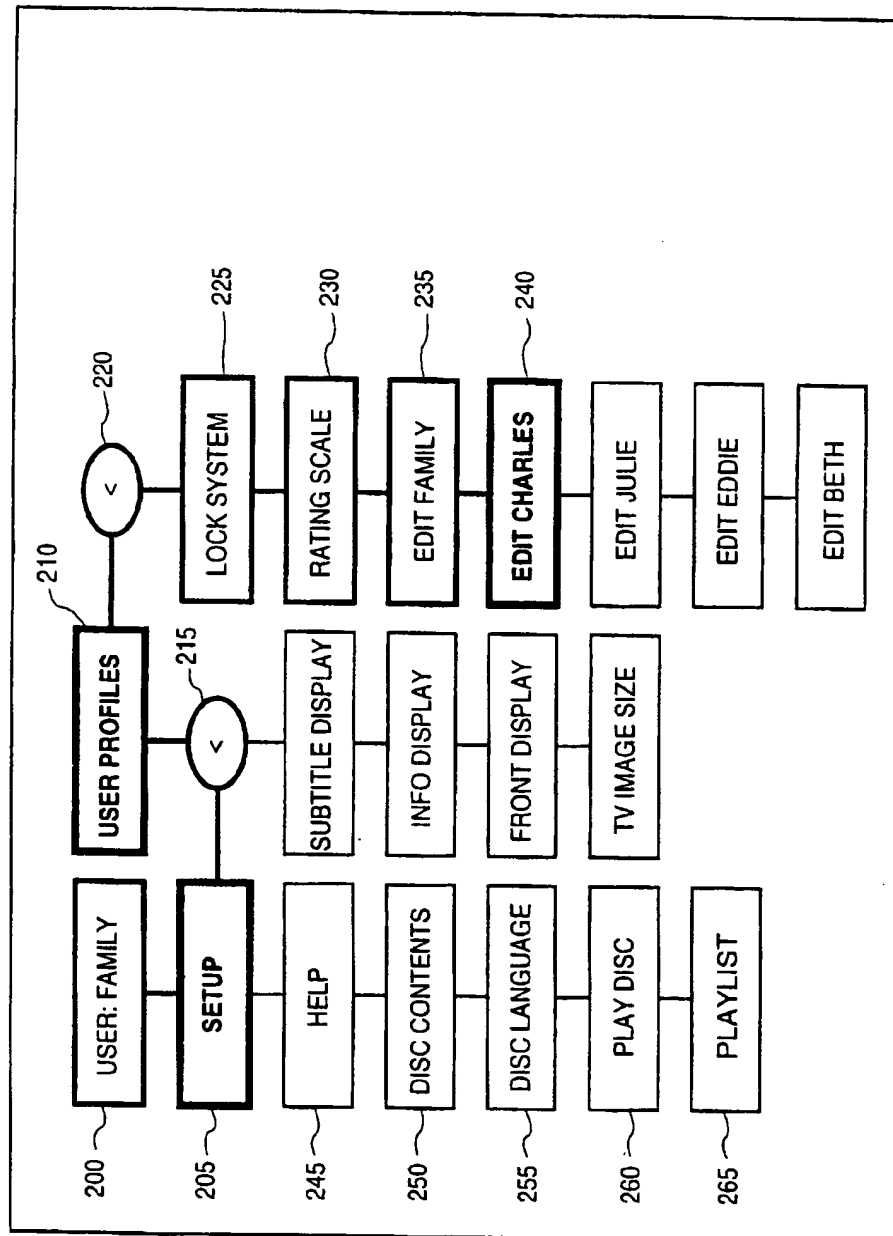 200
USER: FAMILY
205
SETUP
245
HELP
250
DISC CONTENTS
255
DISC LANGUAGE
260
PLAY DISC
265
PLAYLIST
210
USER PROFILES
215
<
SUBTITLE DISPLAY
INFO DISPLAY
FRONT DISPLAY
TV IMAGE SIZE
220
<
LOCK SYSTEM
225
RATING SCALE
230
EDIT FAMILY
235
EDIT CHARLES
240
EDIT JULIE
EDIT EDDIE
EDIT BETH